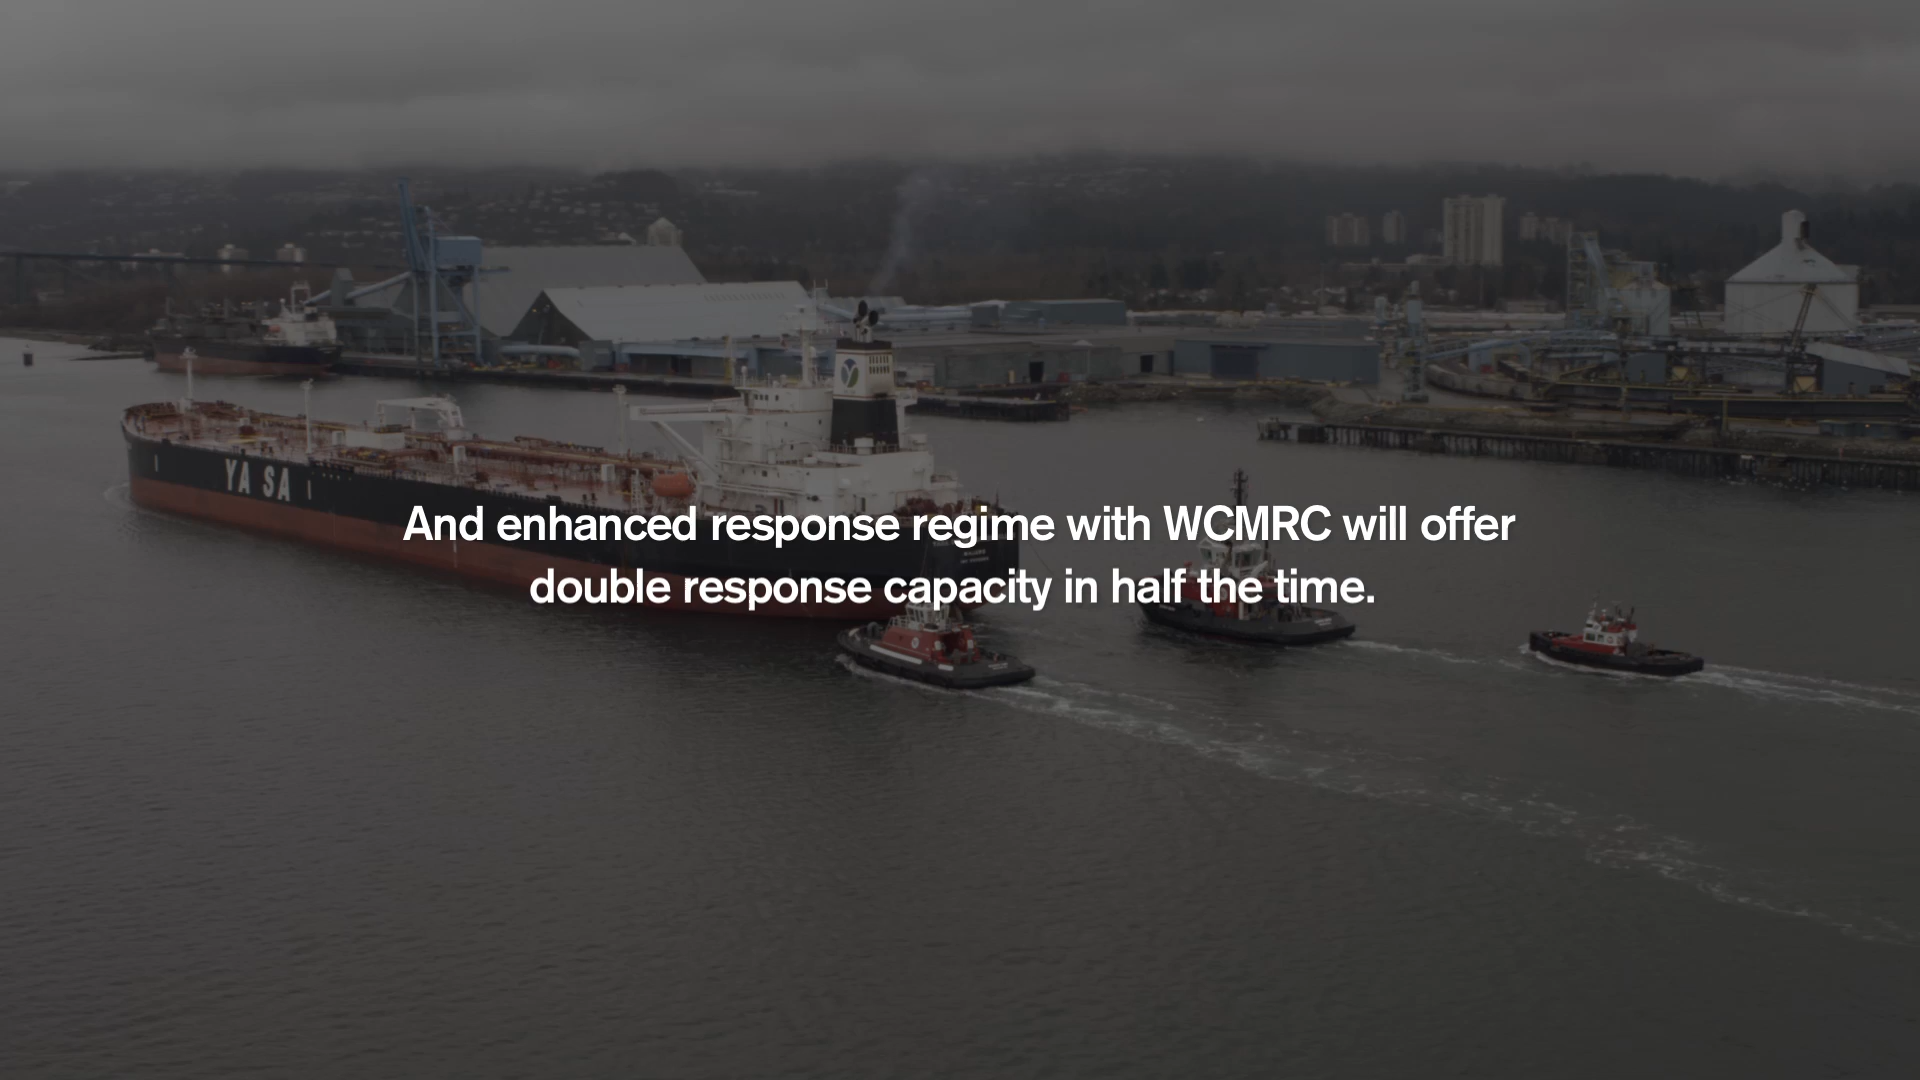 YA SA
And enhanced response regime with WCMRC will offer
double response capacity in half the time.